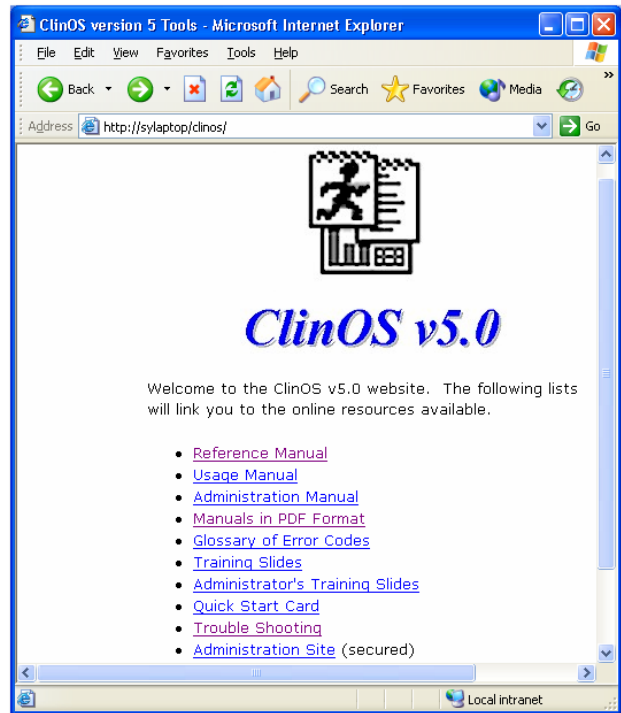 ClinOS version 5 Tools - Microsoft Internet Explorer
File Edit View Favorites Tools Help
Back Search Favorites Media »
Address http://sylaptop/clinos/ Go
ClinOS v5.0
Welcome to the ClinOS v5.0 website. The following lists
will link you to the online resources available.
• Reference Manual
• Usage Manual
• Administration Manual
• Manuals in PDF Format
• Glossary of Error Codes
• Training Slides
• Administrator's Training Slides
• Quick Start Card
• Trouble Shooting
• Administration Site (secured)
Local intranet